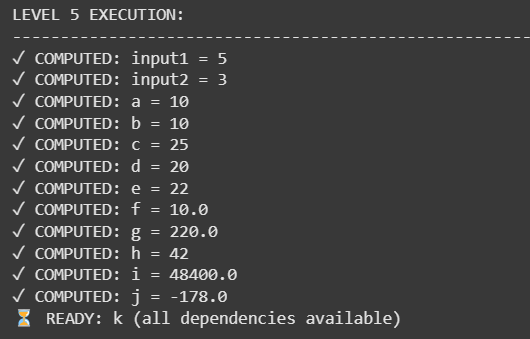 LEVEL 5 EXECUTION:
-------------------------------------------------------
✓ COMPUTED: input1 = 5
✓ COMPUTED: input2 = 3
✓ COMPUTED: a = 10
✓ COMPUTED: b = 10
✓ COMPUTED: c = 25
✓ COMPUTED: d = 20
✓ COMPUTED: e = 22
✓ COMPUTED: f = 10.0
✓ COMPUTED: g = 220.0
✓ COMPUTED: h = 42
✓ COMPUTED: i = 48400.0
✓ COMPUTED: j = -178.0
⏳ READY: k (all dependencies available)